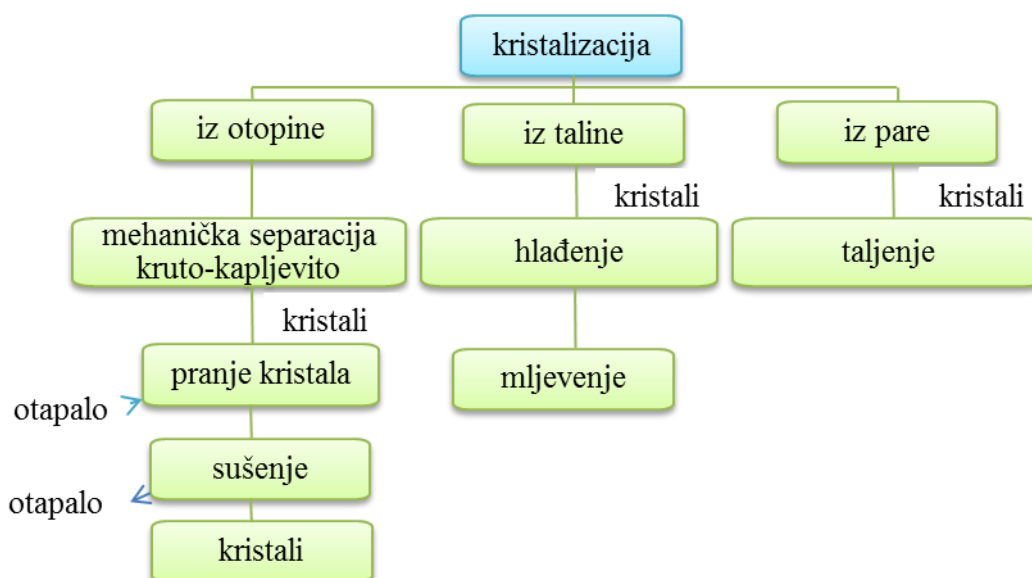 kristalizacija
iz otopine
iz taline
iz pare
kristali
kristali
mehanička separacija
kruto-kapljevito
hlađenje
taljenje
kristali
pranje kristala
mljevenje
otapalo
sušenje
otapalo
kristali